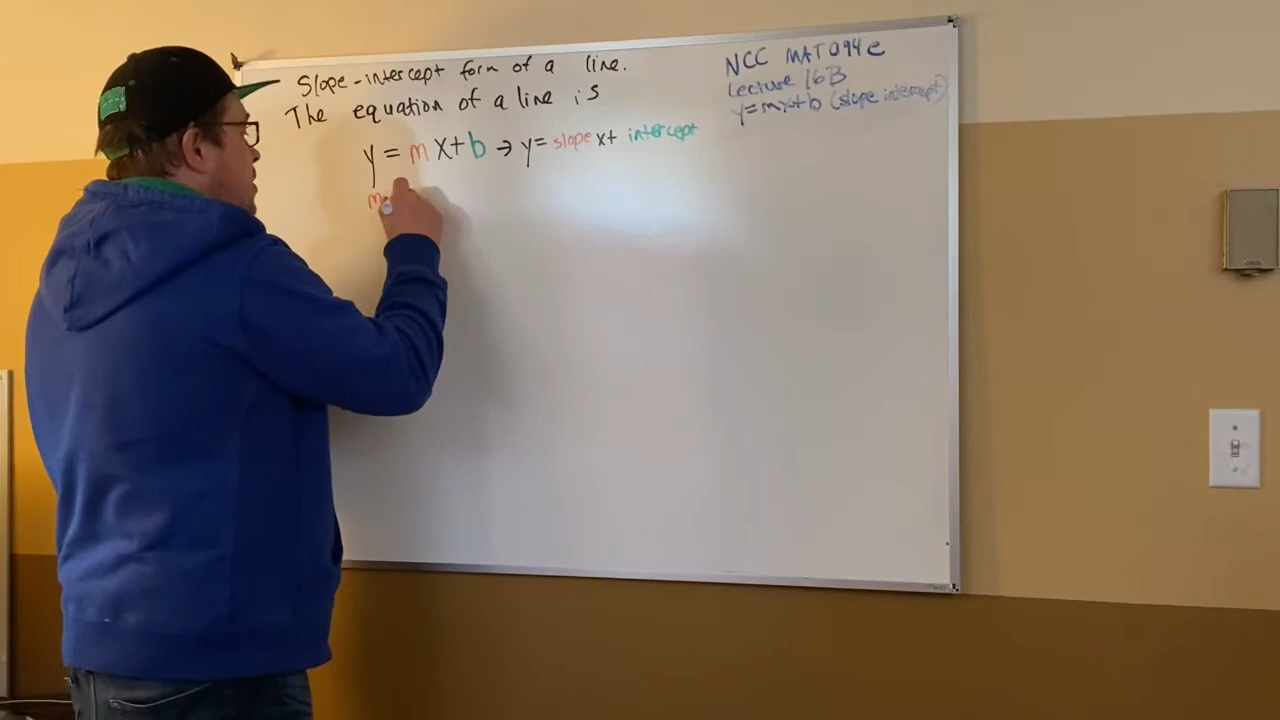 Slope-intercept form of a line.
The equation of a line is
y = mx+b → y= slope x+ intercept
m
NCC MAT094e
Lecture 16B
y=mx+b (slope intercept)